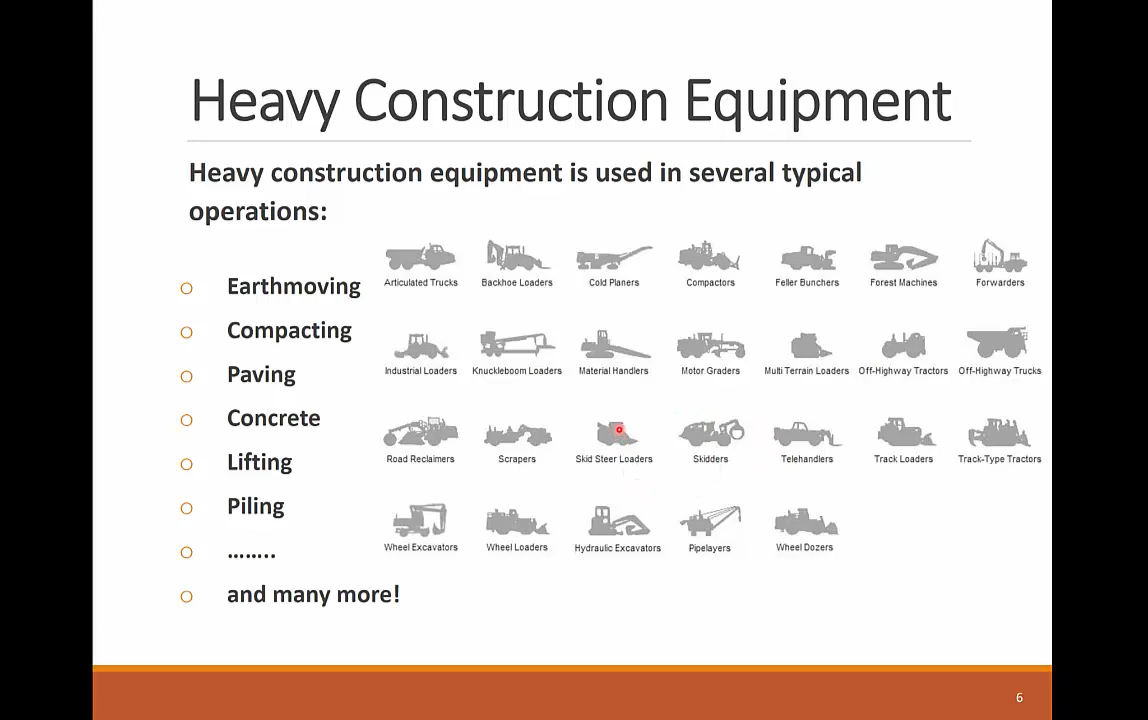 Heavy Construction Equipment
Heavy construction equipment is used in several typical
operations:
o Earthmoving
o Compacting
o Paving
o Concrete
o Lifting
o Piling
o ........
o and many more!
Articulated Trucks Backhoe Loaders Cold Planers Compactors Feller Bunchers Forest Machines Forwarders
Industrial Loaders Knuckleboom Loaders Material Handlers Motor Graders Multi Terrain Loaders Off-Highway Tractors Off-Highway Trucks
Road Reclaimers Scrapers Skid Steer Loaders Skidders Telehandlers Track Loaders Track-Type Tractors
Wheel Excavators Wheel Loaders Hydraulic Excavators Pipelayers Wheel Dozers
6